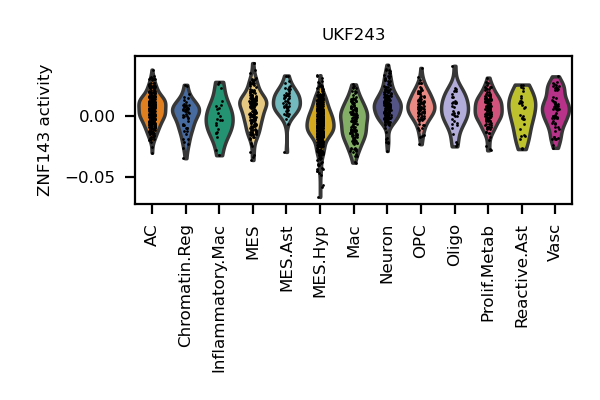 UKF243
ZNF143 activity
0.00
−0.05
AC
Chromatin.Reg
Inflammatory.Mac
MES
MES.Ast
MES.Hyp
Mac
Neuron
OPC
Oligo
Prolif.Metab
Reactive.Ast
Vasc